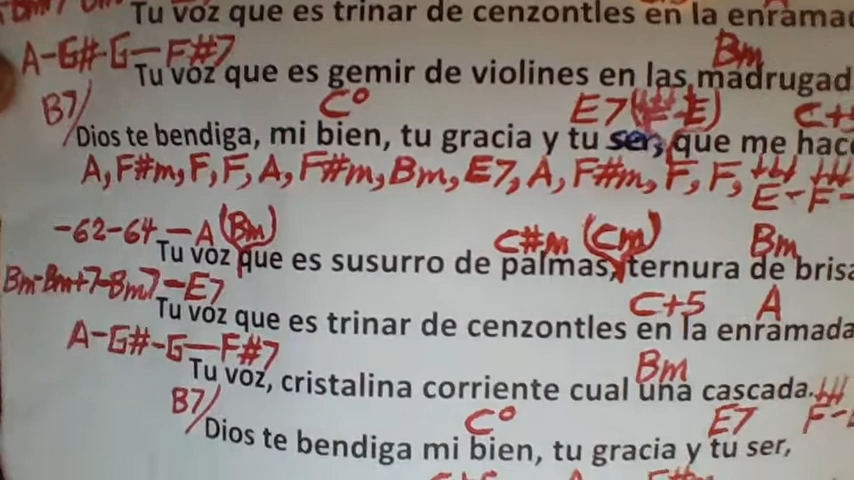 Tu voz que es trinar de cenzontles en la
A-G#-G-F#7 Bm
Tu voz que es gemir de violines en las
B7/ C° E7(#-E)
Dios te bendiga, mi bien, tu gracia y tu ser, que me
A, F#m, F, F, A, F#m, Bm, E7, A, F#m, F, F, E-F-
-62-64-A (Bm) C#m (Cm) Bm
Tu voz que es susurro de palmas, ternura de
Bm-Bm+7-Bm7-E7 C+5 A
Tu voz que es trinar de cenzontles en la enramada
A-G#-G-F#7 Bm
Tu voz, cristalina corriente cual una cascada.
B7/ C° E7 F-
Dios te bendiga mi bien, tu gracia y tu ser,